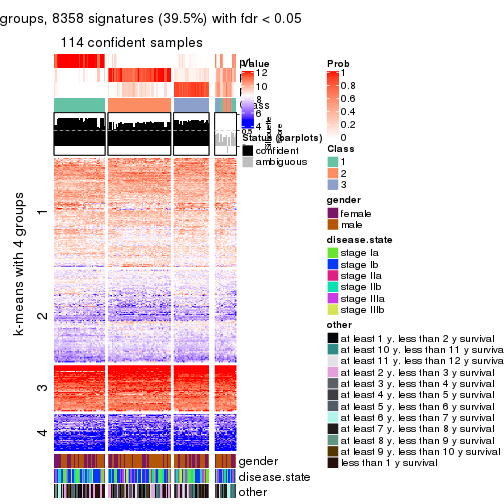 groups, 8358 signatures (39.5%) with fdr < 0.05
114 confident samples
k-means with 4 groups
1
2
3
4
Value
12
10
8
6
4
Status (barplots)
confident
ambiguous
Prob
1
0.8
0.6
0.4
0.2
0
Class
1
2
3
gender
female
male
disease.state
stage Ia
stage Ib
stage IIa
stage IIb
stage IIIa
stage IIIb
other
at least 1 y. less than 2 y survival
at least 10 y. less than 11 y survival
at least 11 y. less than 12 y surviva
at least 2 y. less than 3 y survival
at least 3 y. less than 4 y survival
at least 4 y. less than 5 y survival
at least 5 y. less than 6 y survival
at least 6 y. less than 7 y survival
at least 7 y. less than 8 y survival
at least 8 y. less than 9 y survival
at least 9 y. less than 10 y survival
less than 1 y survival
gender
disease.state
other